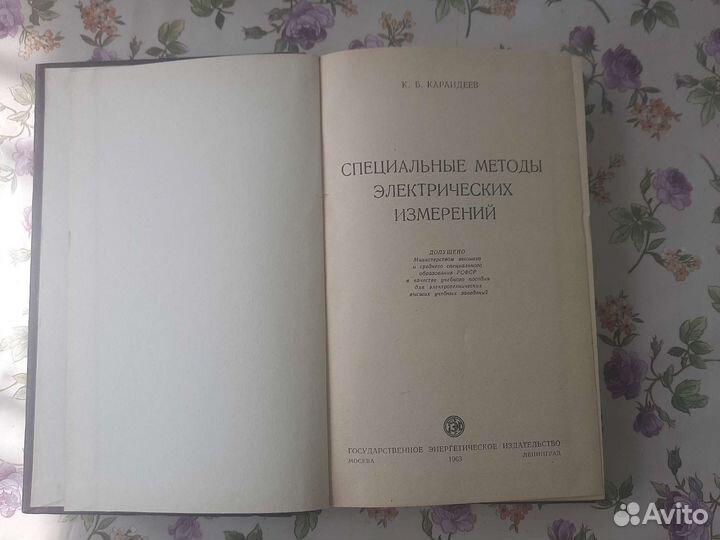 К. Б. КАРАНДЕЕВ
СПЕЦИАЛЬНЫЕ МЕТОДЫ
ЭЛЕКТРИЧЕСКИХ
ИЗМЕРЕНИЙ
ДОПУЩЕНО
Министерством высшего
и среднего специального
образования РСФСР
в качестве учебного пособия
для электротехнических
высших учебных заведений
ГОСУДАРСТВЕННОЕ ЭНЕРГЕТИЧЕСКОЕ ИЗДАТЕЛЬСТВО
МОСКВА 1963 ЛЕНИНГРАД
Avito